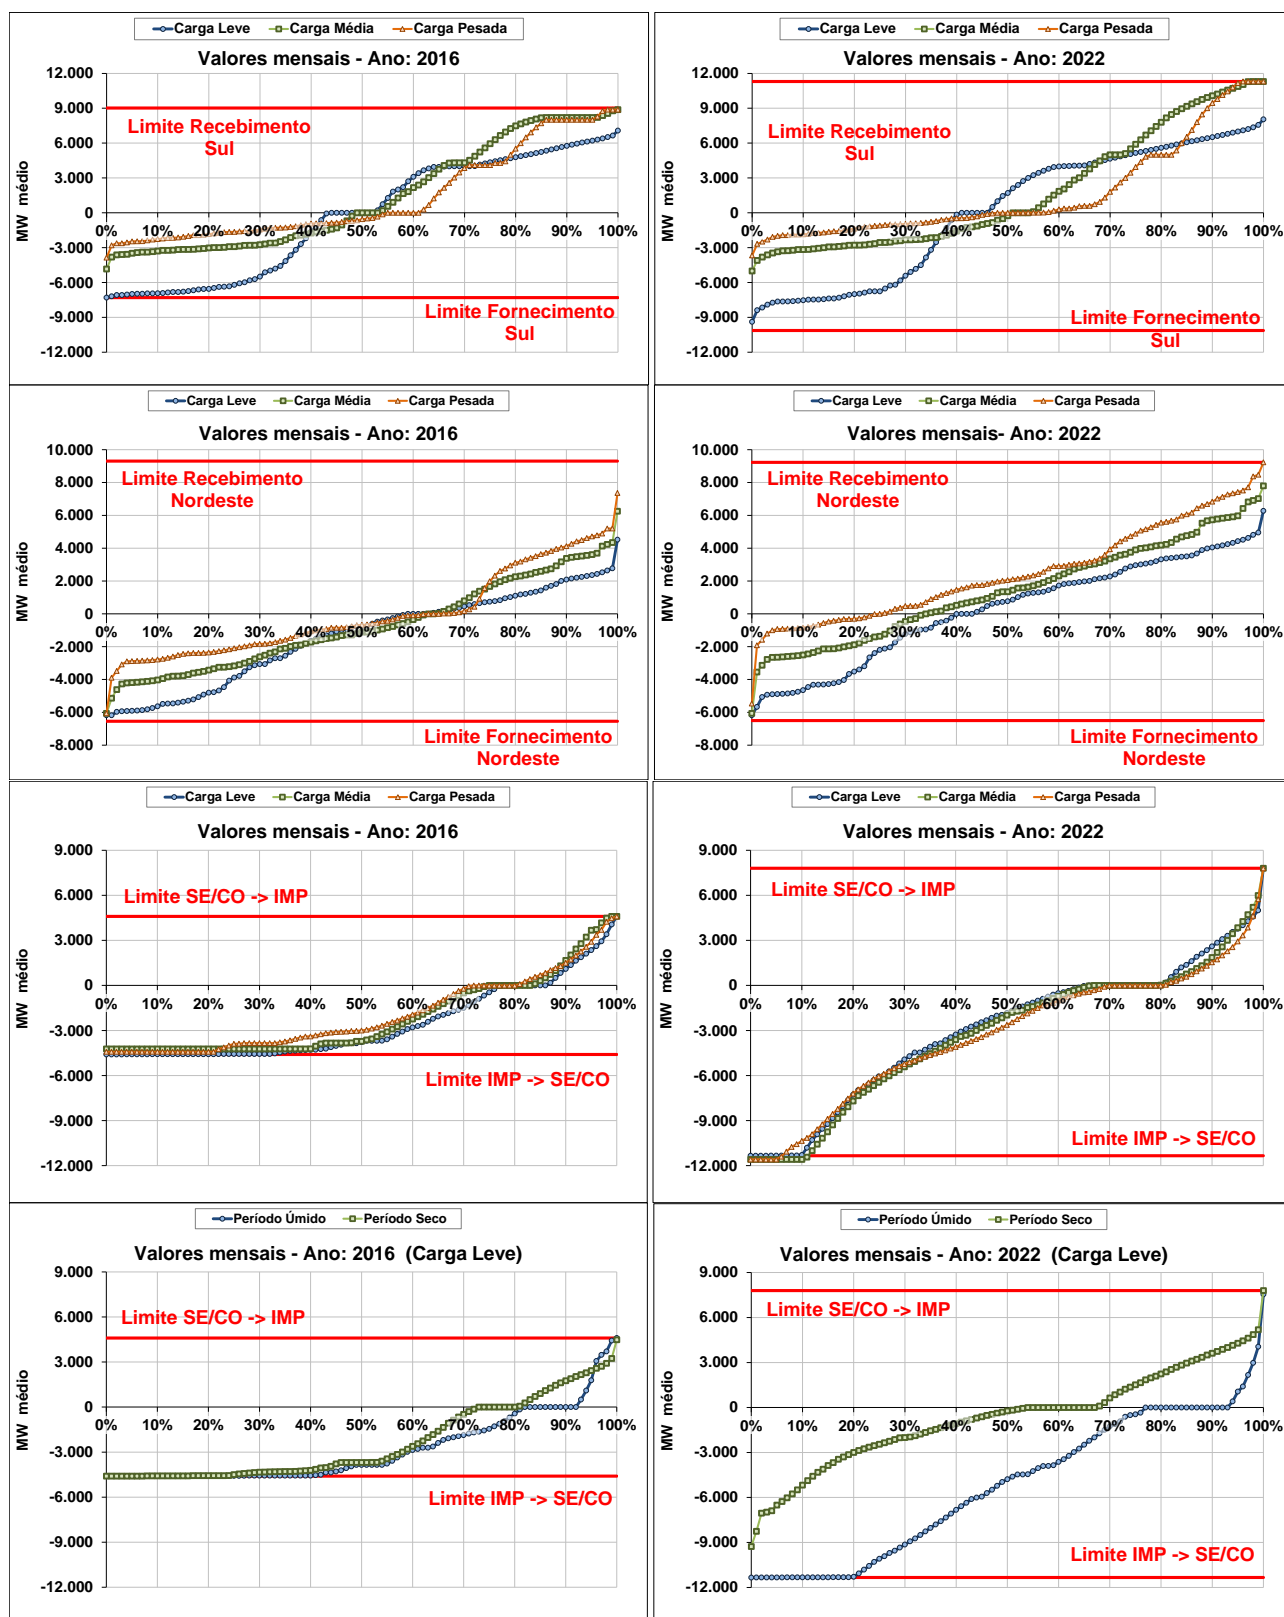 Carga Leve Carga Média Carga Pesada
Valores mensais - Ano: 2016
12.000
9.000
6.000
3.000
0
-3.000
-6.000
-9.000
-12.000
MW médio
0% 10% 20% 30% 40% 50% 60% 70% 80% 90% 100%
Limite Recebimento
Sul
Limite Fornecimento
Sul
Carga Leve Carga Média Carga Pesada
Valores mensais - Ano: 2022
12.000
9.000
6.000
3.000
0
-3.000
-6.000
-9.000
-12.000
MW médio
0% 10% 20% 30% 40% 50% 60% 70% 80% 90% 100%
Limite Recebimento
Sul
Limite Fornecimento
Sul
Carga Leve Carga Média Carga Pesada
Valores mensais - Ano: 2016
10.000
8.000
6.000
4.000
2.000
0
-2.000
-4.000
-6.000
-8.000
MW médio
0% 10% 20% 30% 40% 50% 60% 70% 80% 90% 100%
Limite Recebimento
Nordeste
Limite Fornecimento
Nordeste
Carga Leve Carga Média Carga Pesada
Valores mensais- Ano: 2022
10.000
8.000
6.000
4.000
2.000
0
-2.000
-4.000
-6.000
-8.000
MW médio
0% 10% 20% 30% 40% 50% 60% 70% 80% 90% 100%
Limite Recebimento
Nordeste
Limite Fornecimento
Nordeste
Carga Leve Carga Média Carga Pesada
Valores mensais - Ano: 2016
9.000
6.000
3.000
0
-3.000
-6.000
-9.000
-12.000
MW médio
0% 10% 20% 30% 40% 50% 60% 70% 80% 90% 100%
Limite SE/CO -> IMP
Limite IMP -> SE/CO
Carga Leve Carga Média Carga Pesada
Valores mensais - Ano: 2022
9.000
6.000
3.000
0
-3.000
-6.000
-9.000
-12.000
MW médio
0% 10% 20% 30% 40% 50% 60% 70% 80% 90% 100%
Limite SE/CO -> IMP
Limite IMP -> SE/CO
Período Úmido Período Seco
Valores mensais - Ano: 2016 (Carga Leve)
9.000
6.000
3.000
0
-3.000
-6.000
-9.000
-12.000
MW médio
0% 10% 20% 30% 40% 50% 60% 70% 80% 90% 100%
Limite SE/CO -> IMP
Limite IMP -> SE/CO
Período Úmido Período Seco
Valores mensais - Ano: 2022 (Carga Leve)
9.000
6.000
3.000
0
-3.000
-6.000
-9.000
-12.000
MW médio
0% 10% 20% 30% 40% 50% 60% 70% 80% 90% 100%
Limite SE/CO -> IMP
Limite IMP -> SE/CO